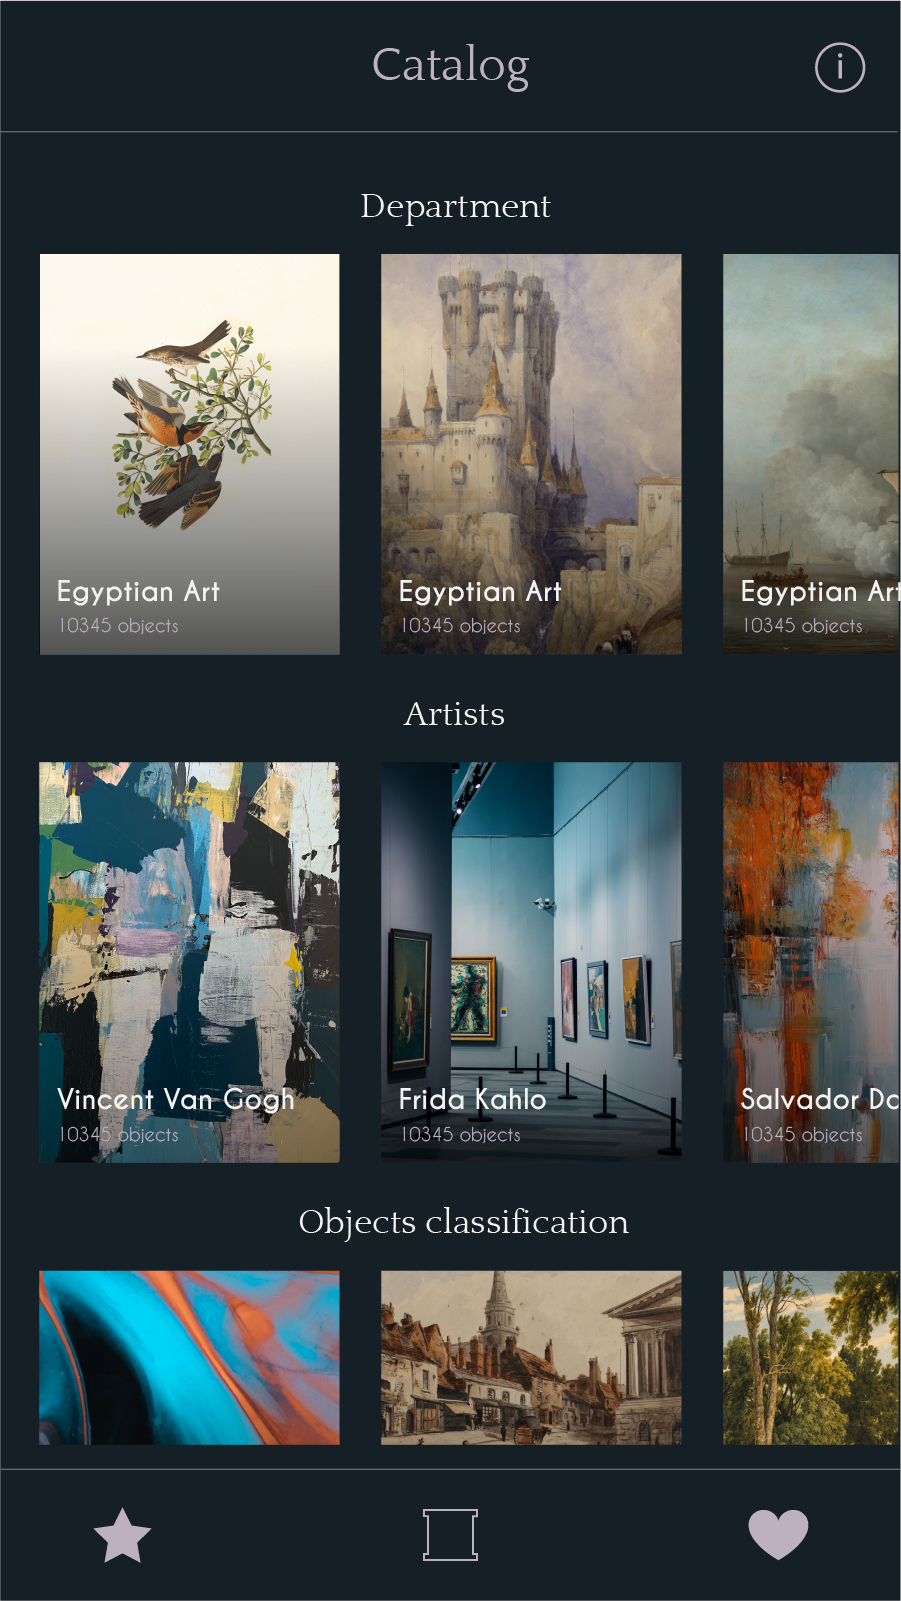 Catalog
Department
Egyptian Art
10345 objects
Egyptian Art
10345 objects
Egyptian Art
10345 objects
Artists
Vincent Van Gogh
10345 objects
Frida Kahlo
10345 objects
Salvador Da
10345 objects
Objects classification